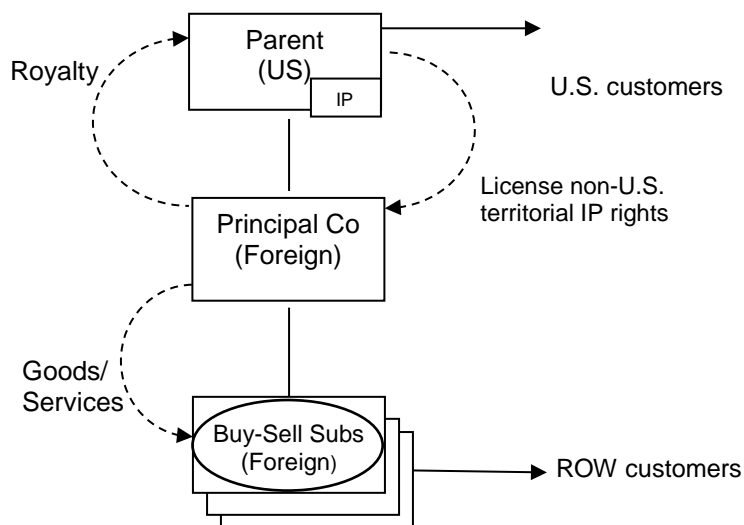 Parent
(US)
IP
Royalty
U.S. customers
License non-U.S.
territorial IP rights
Principal Co
(Foreign)
Goods/
Services
Buy-Sell Subs
(Foreign)
ROW customers